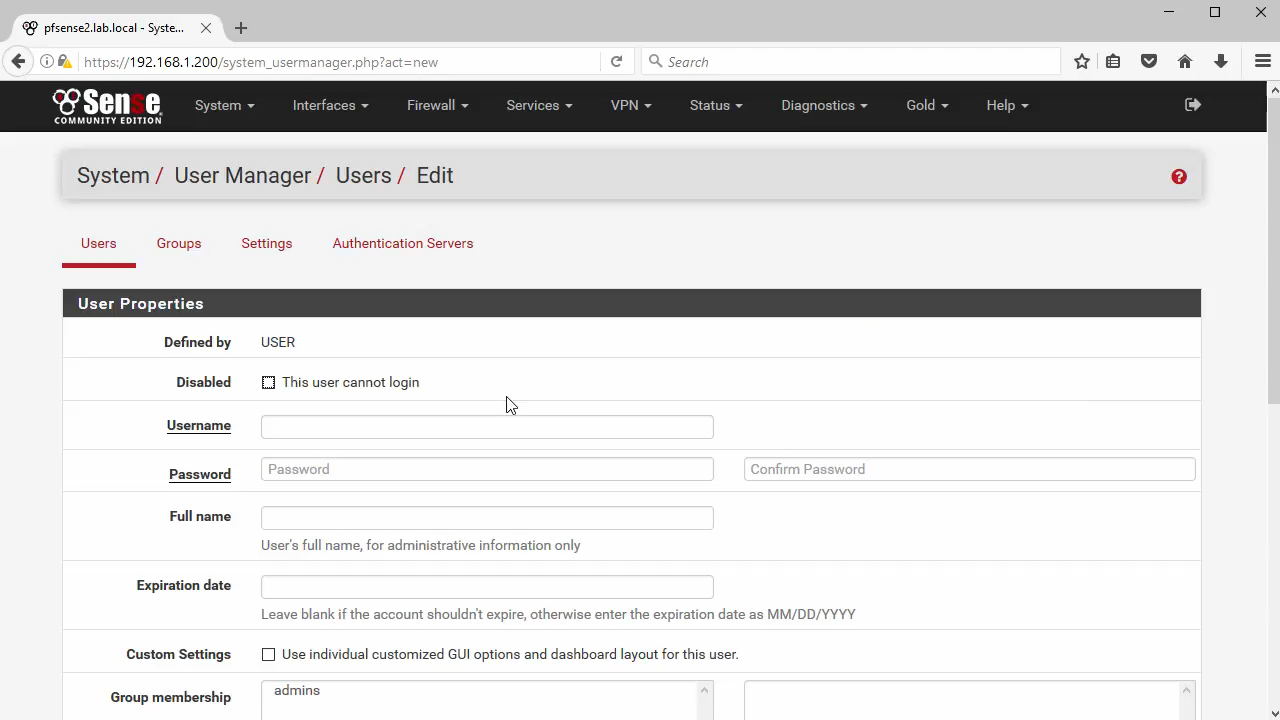 pfsense2.lab.local - Syste...
https://192.168.1.200/system_usermanager.php?act=new
Search
Sense
COMMUNITY EDITION
System Interfaces Firewall Services VPN Status Diagnostics Gold Help
System / User Manager / Users / Edit
Users Groups Settings Authentication Servers
User Properties
Defined by USER
Disabled This user cannot login
Username
Password Password Confirm Password
Full name
User's full name, for administrative information only
Expiration date
Leave blank if the account shouldn't expire, otherwise enter the expiration date as MM/DD/YYYY
Custom Settings Use individual customized GUI options and dashboard layout for this user.
Group membership admins